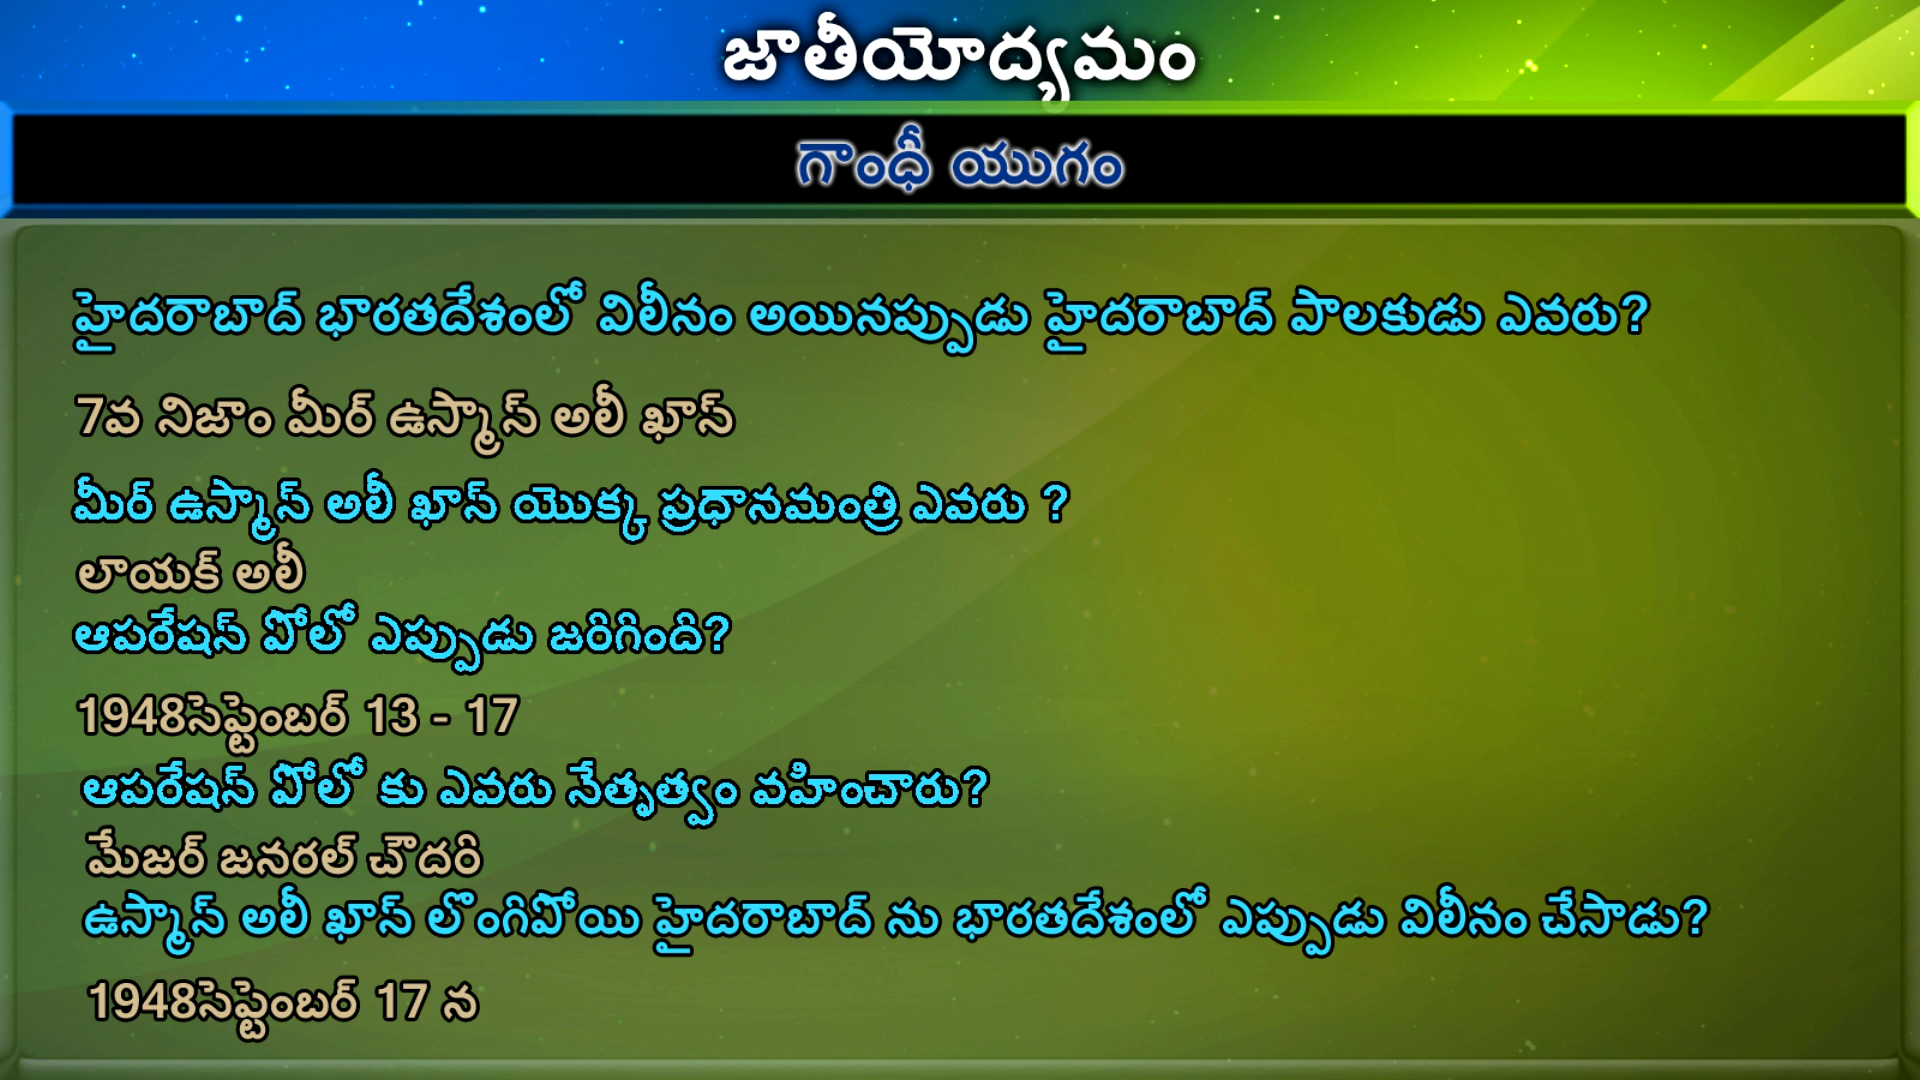 జాతీయోద్యమం
గాంధీ యుగం
హైదరాబాద్ భారతదేశంలో విలీనం అయినప్పుడు హైదరాబాద్ పాలకుడు ఎవరు?
7వ నిజాం మీర్ ఉస్మాన్ అలీ ఖాన్
మీర్ ఉస్మాన్ అలీ ఖాన్ యొక్క ప్రధానమంత్రి ఎవరు ?
లాయక్ అలీ
ఆపరేషన్ పోలో ఎప్పుడు జరిగింది?
1948సెప్టెంబర్ 13 - 17
ఆపరేషన్ పోలో కు ఎవరు నేతృత్వం వహించారు?
మేజర్ జనరల్ చౌదరి
ఉస్మాన్ అలీ ఖాన్ లొంగిపోయి హైదరాబాద్ ను భారతదేశంలో ఎప్పుడు విలీనం చేసాడు?
1948సెప్టెంబర్ 17 న